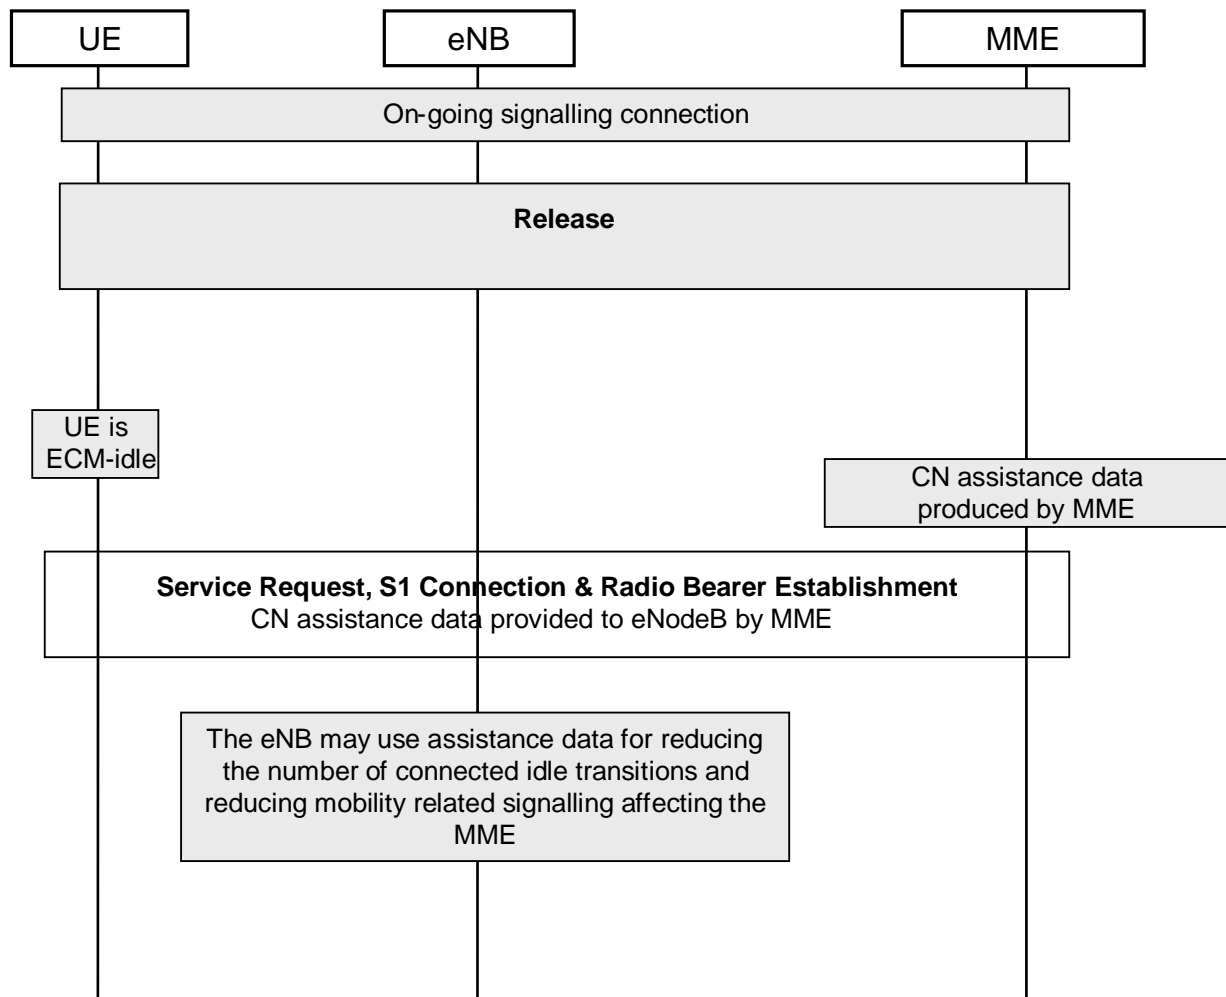 UE
eNB
MME
On-going signalling connection
Release
UE is
ECM-idle
CN assistance data
produced by MME
Service Request, S1 Connection & Radio Bearer Establishment
CN assistance data provided to eNodeB by MME
The eNB may use assistance data for reducing
the number of connected idle transitions and
reducing mobility related signalling affecting the
MME